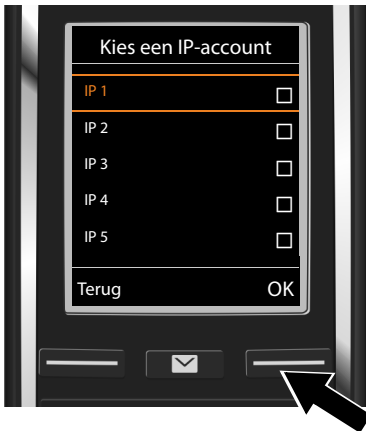 Kies een IP-account
IP 1
IP 2
IP 3
IP 4
IP 5
Terug OK